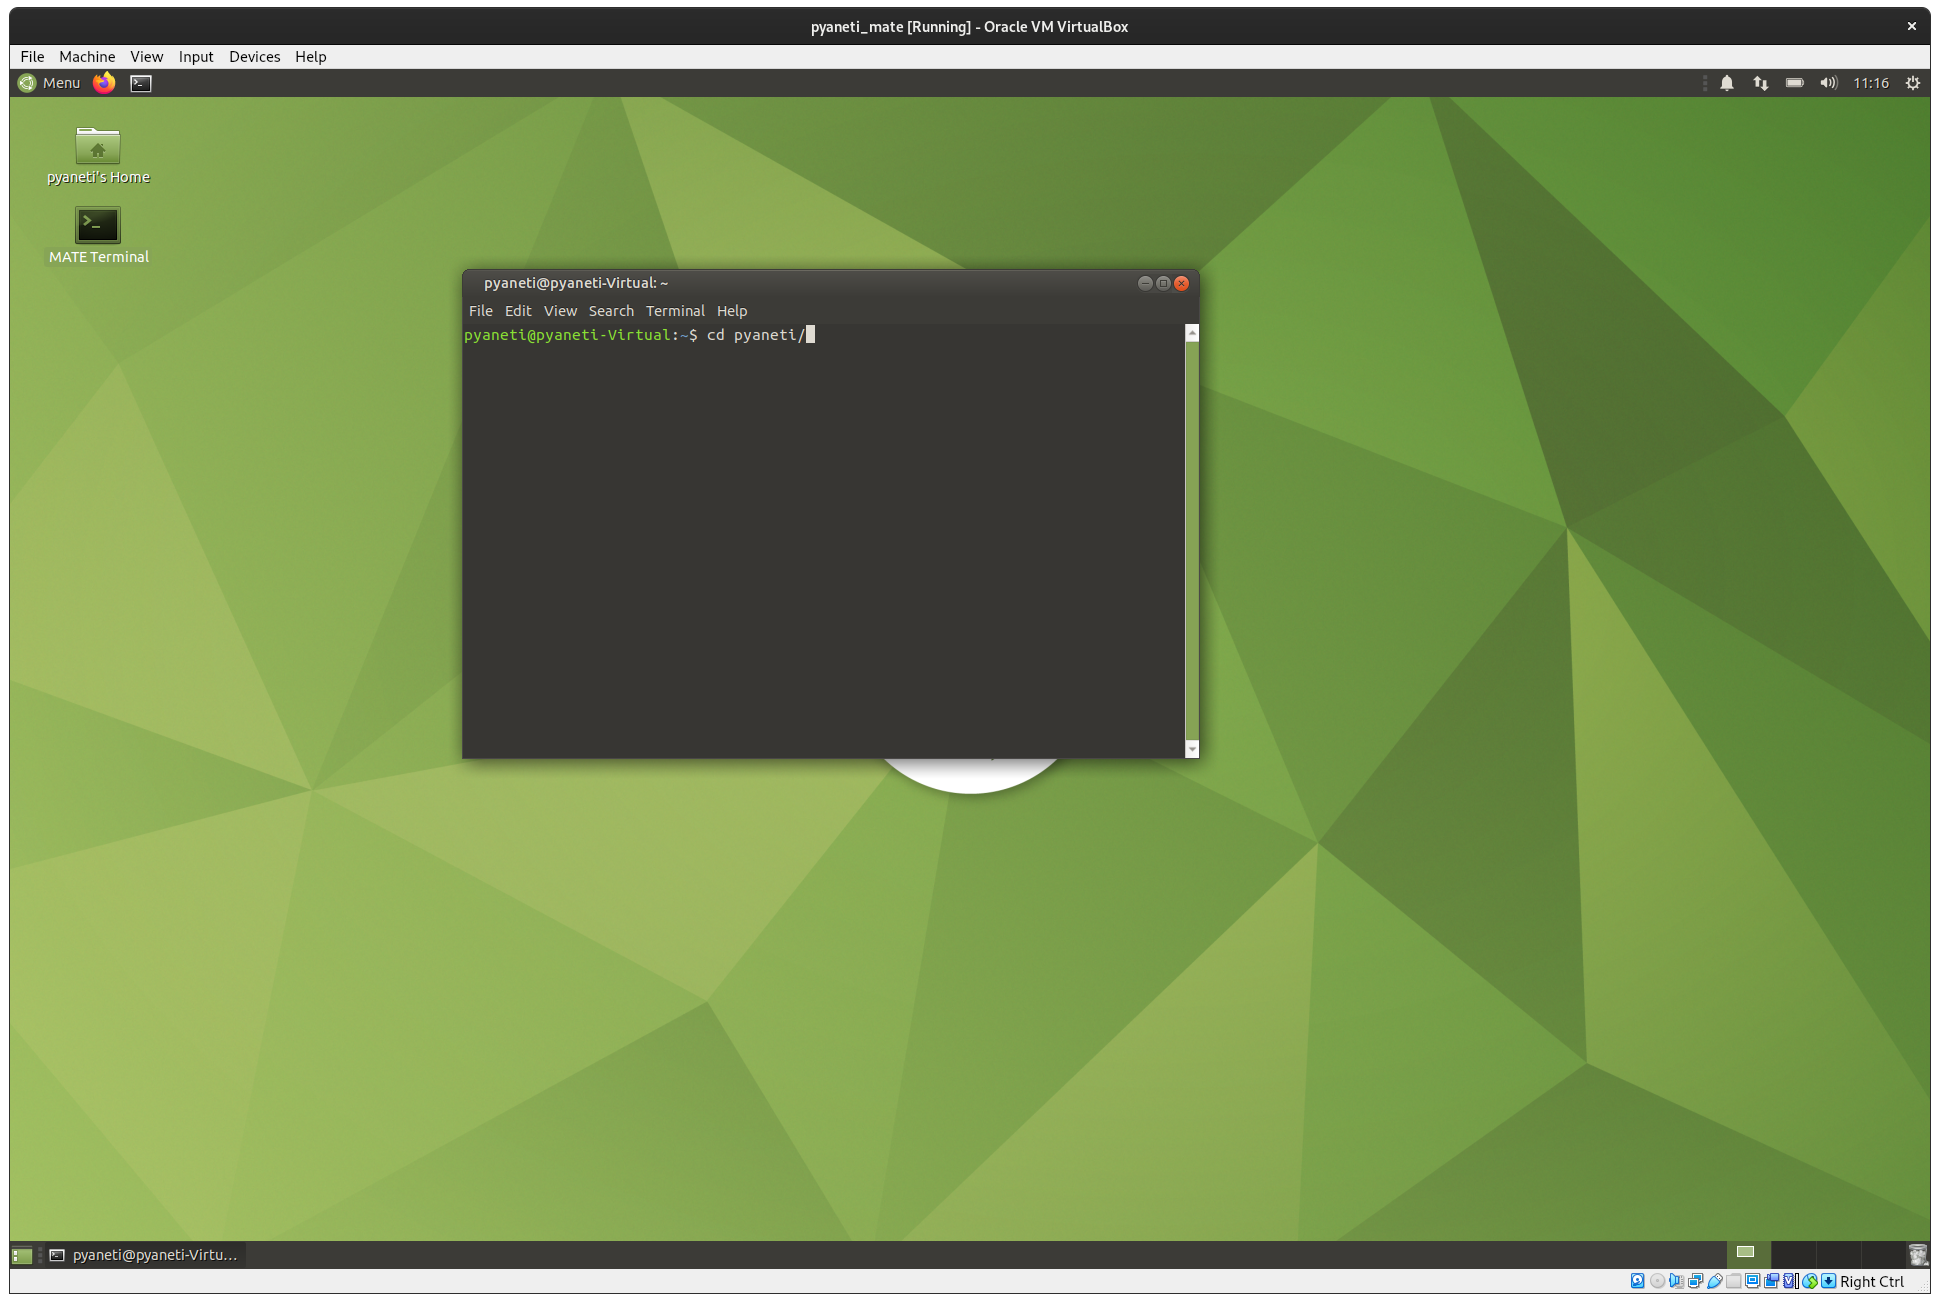 pyaneti_mate [Running] - Oracle VM VirtualBox
File Machine View Input Devices Help
Menu 11:16
pyaneti's Home
MATE Terminal
pyaneti@pyaneti-Virtual: ~
File Edit View Search Terminal Help
pyaneti@pyaneti-Virtual:~$ cd pyaneti/
pyaneti@pyaneti-Virtu...
Right Ctrl